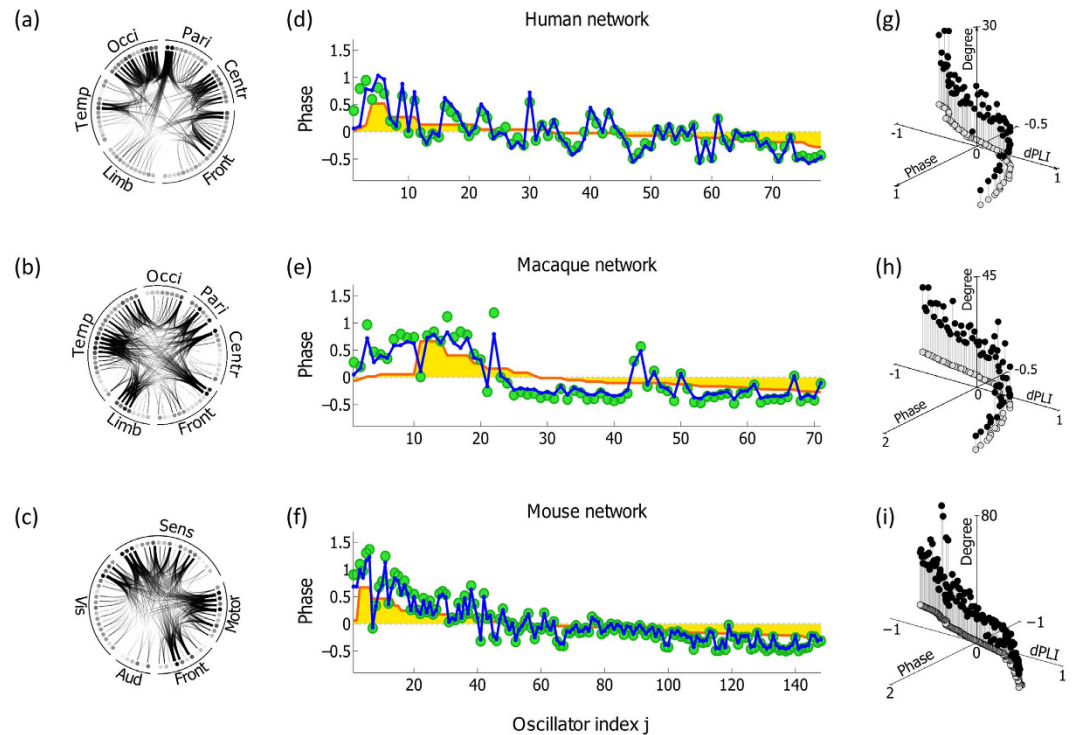 (a)
Occi
Pari
Centr
Front
Limb
Temp
(d)
Human network
Phase
1.5
1
0.5
0
−0.5
10
20
30
40
50
60
70
(g)
30
Degree
-0.5
-1
0
dPLI
Phase
1
1
(b)
Occi
Pari
Centr
Front
Limb
Temp
(e)
Macaque network
Phase
1.5
1
0.5
0
−0.5
10
20
30
40
50
60
70
(h)
45
Degree
-0.5
−1
0
dPLI
Phase
2
1
(c)
Sens
Motor
Front
Aud
Vis
(f)
Mouse network
Phase
1.5
1
0.5
0
−0.5
20
40
60
80
100
120
140
Oscillator index j
(i)
80
Degree
−1
−1
0
dPLI
Phase
2
1